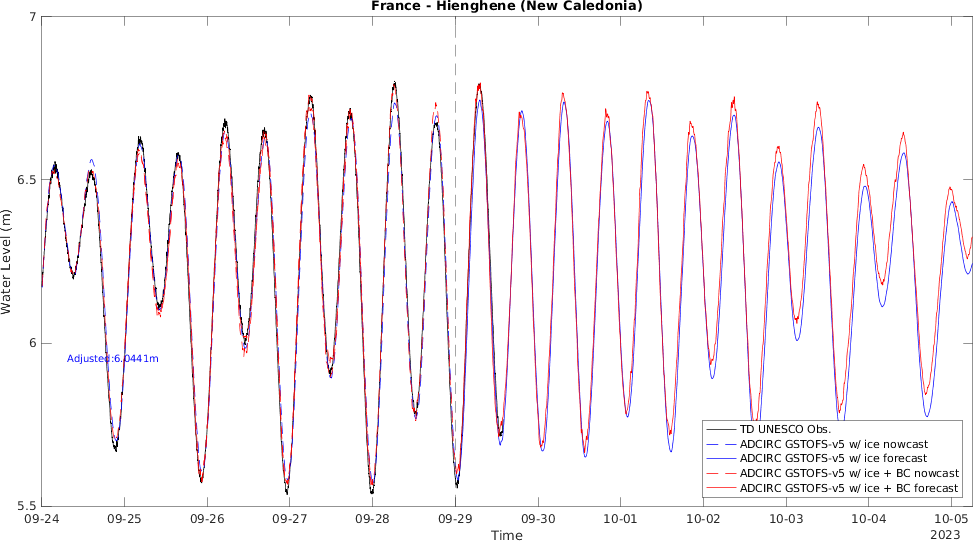 France - Hienghene (New Caledonia)
7
6.5
6
5.5
Water Level (m)
Adjusted:6.0441m
TD UNESCO Obs.
ADCIRC GSTOFS-v5 w/ ice nowcast
ADCIRC GSTOFS-v5 w/ ice forecast
ADCIRC GSTOFS-v5 w/ ice + BC nowcast
ADCIRC GSTOFS-v5 w/ ice + BC forecast
09-24 09-25 09-26 09-27 09-28 09-29 09-30 10-01 10-02 10-03 10-04 10-05
Time
2023